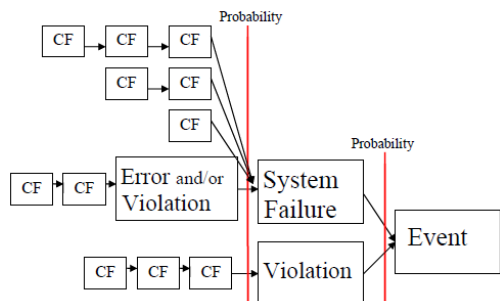 Probability
CF CF CF
CF CF
CF
Probability
CF CF Error and/or
Violation
System
Failure
Event
CF CF CF Violation